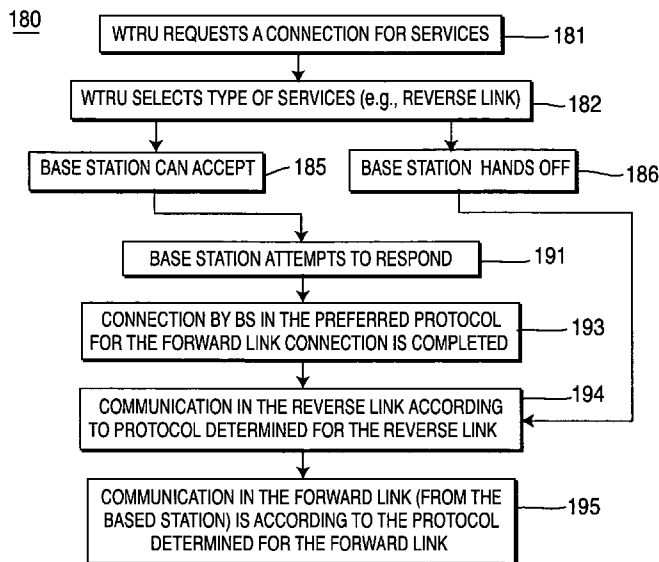 180
WTRU REQUESTS A CONNECTION FOR SERVICES
181
WTRU SELECTS TYPE OF SERVICES (e.g., REVERSE LINK)
182
BASE STATION CAN ACCEPT
185
BASE STATION HANDS OFF
186
BASE STATION ATTEMPTS TO RESPOND
191
CONNECTION BY BS IN THE PREFERRED PROTOCOL
FOR THE FORWARD LINK CONNECTION IS COMPLETED
193
COMMUNICATION IN THE REVERSE LINK ACCORDING
TO PROTOCOL DETERMINED FOR THE REVERSE LINK
194
COMMUNICATION IN THE FORWARD LINK (FROM THE
BASED STATION) IS ACCORDING TO THE PROTOCOL
DETERMINED FOR THE FORWARD LINK
195